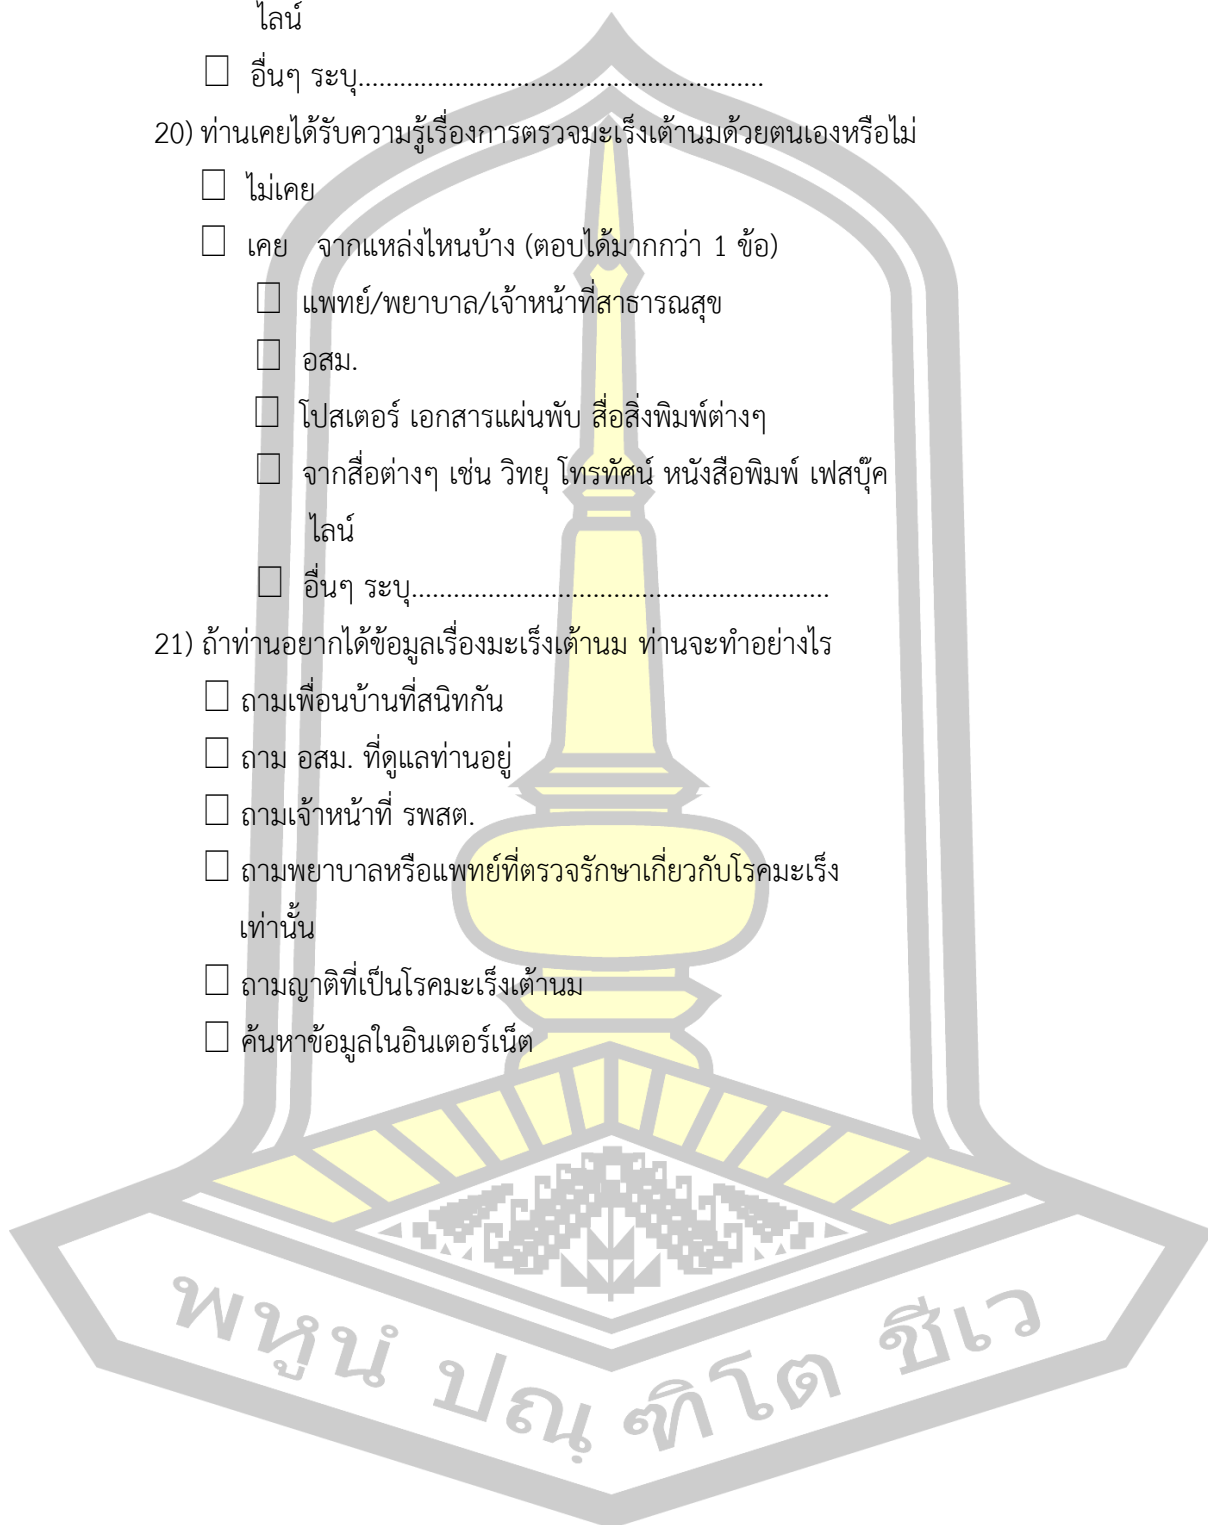 ไลน์
☐ อื่นๆ ระบุ..........................................................
20) ท่านเคยได้รับความรู้เรื่องการตรวจมะเร็งเต้านมด้วยตนเองหรือไม่
☐ ไม่เคย
☐ เคย จากแหล่งไหนบ้าง (ตอบได้มากกว่า 1 ข้อ)
☐ แพทย์/พยาบาล/เจ้าหน้าที่สาธารณสุข
☐ อสม.
☐ โปสเตอร์ เอกสารแผ่นพับ สื่อสิ่งพิมพ์ต่างๆ
☐ จากสื่อต่างๆ เช่น วิทยุ โทรทัศน์ หนังสือพิมพ์ เฟสบุ๊ค
ไลน์
☐ อื่นๆ ระบุ............................................................
21) ถ้าท่านอยากได้ข้อมูลเรื่องมะเร็งเต้านม ท่านจะทำอย่างไร
☐ ถามเพื่อนบ้านที่สนิทกัน
☐ ถาม อสม. ที่ดูแลท่านอยู่
☐ ถามเจ้าหน้าที่ รพสต.
☐ ถามพยาบาลหรือแพทย์ที่ตรวจรักษาเกี่ยวกับโรคมะเร็ง
เท่านั้น
☐ ถามญาติที่เป็นโรคมะเร็งเต้านม
☐ ค้นหาข้อมูลในอินเตอร์เน็ต
พหูนํ ปณฺฑิโต ชีเว